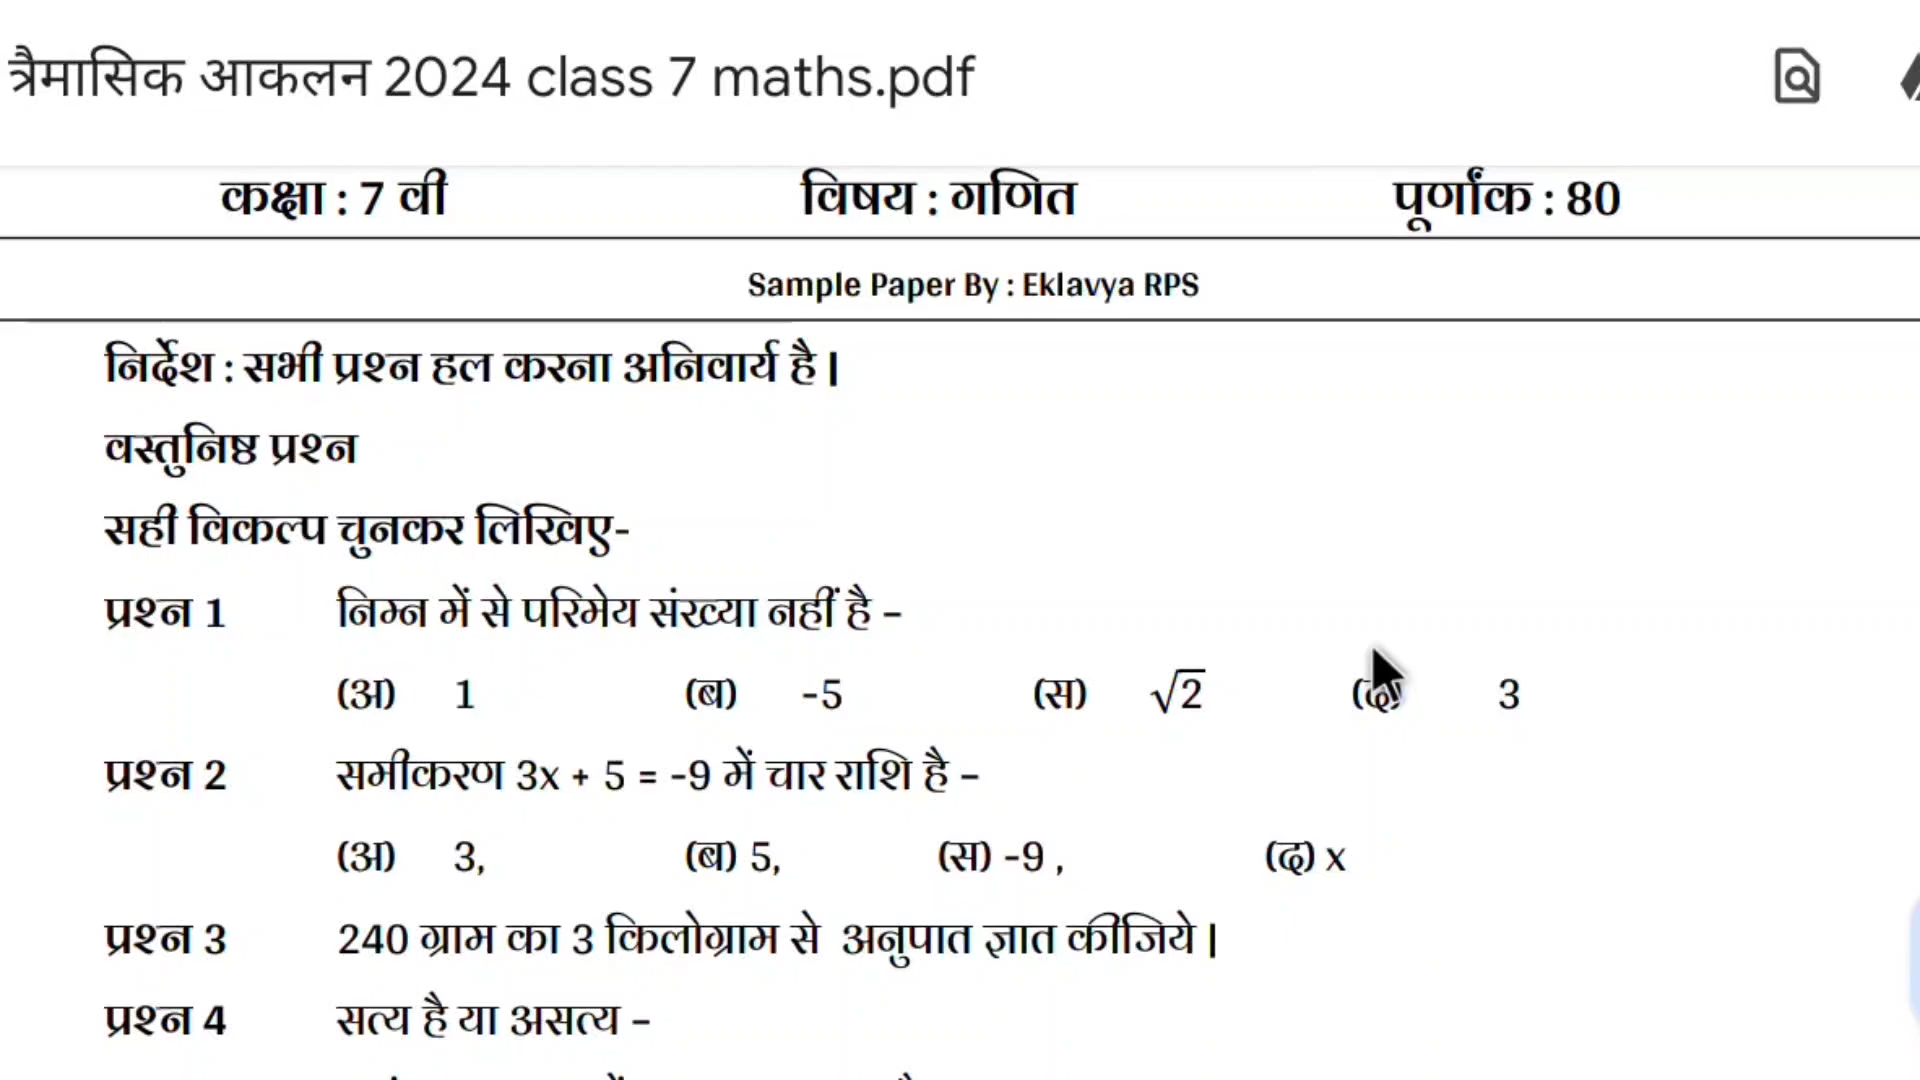 त्रैमासिक आकलन 2024 class 7 maths.pdf
कक्षा : 7 वी विषय : गणित पूर्णांक : 80
Sample Paper By : Eklavya RPS
निर्देश : सभी प्रश्न हल करना अनिवार्य है |
वस्तुनिष्ठ प्रश्न
सही विकल्प चुनकर लिखिए-
प्रश्न 1 निम्न में से परिमेय संख्या नहीं है –
(अ) 1 (ब) -5 (स) √2 (द) 3
प्रश्न 2 समीकरण 3x + 5 = -9 में चार राशि है –
(अ) 3, (ब) 5, (स) -9 , (द) x
प्रश्न 3 240 ग्राम का 3 किलोग्राम से अनुपात ज्ञात कीजिये |
प्रश्न 4 सत्य है या असत्य –